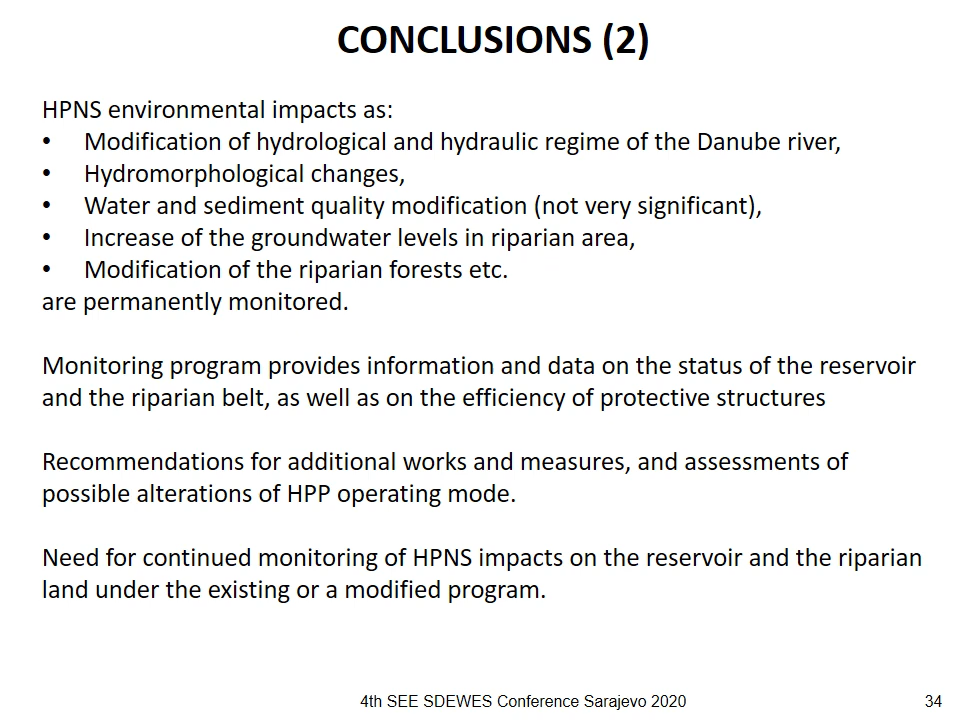 CONCLUSIONS (2)
HPNS environmental impacts as:
• Modification of hydrological and hydraulic regime of the Danube river,
• Hydromorphological changes,
• Water and sediment quality modification (not very significant),
• Increase of the groundwater levels in riparian area,
• Modification of the riparian forests etc.
are permanently monitored.
Monitoring program provides information and data on the status of the reservoir
and the riparian belt, as well as on the efficiency of protective structures
Recommendations for additional works and measures, and assessments of
possible alterations of HPP operating mode.
Need for continued monitoring of HPNS impacts on the reservoir and the riparian
land under the existing or a modified program.
4th SEE SDEWES Conference Sarajevo 2020
34